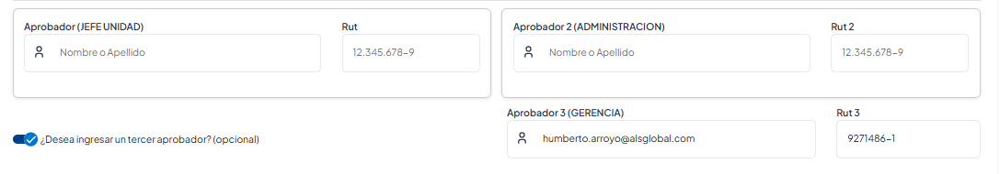 Aprobador (JEFE UNIDAD) Rut Aprobador 2 (ADMINISTRACION) Rut 2
Nombre o Apellido 12.345.678-9 Nombre o Apellido 12.345.678-9
Aprobador 3 (GERENCIA) Rut 3
¿Desea ingresar un tercer aprobador? (opcional) humberto.arroyo@alsglobal.com 9271486-1